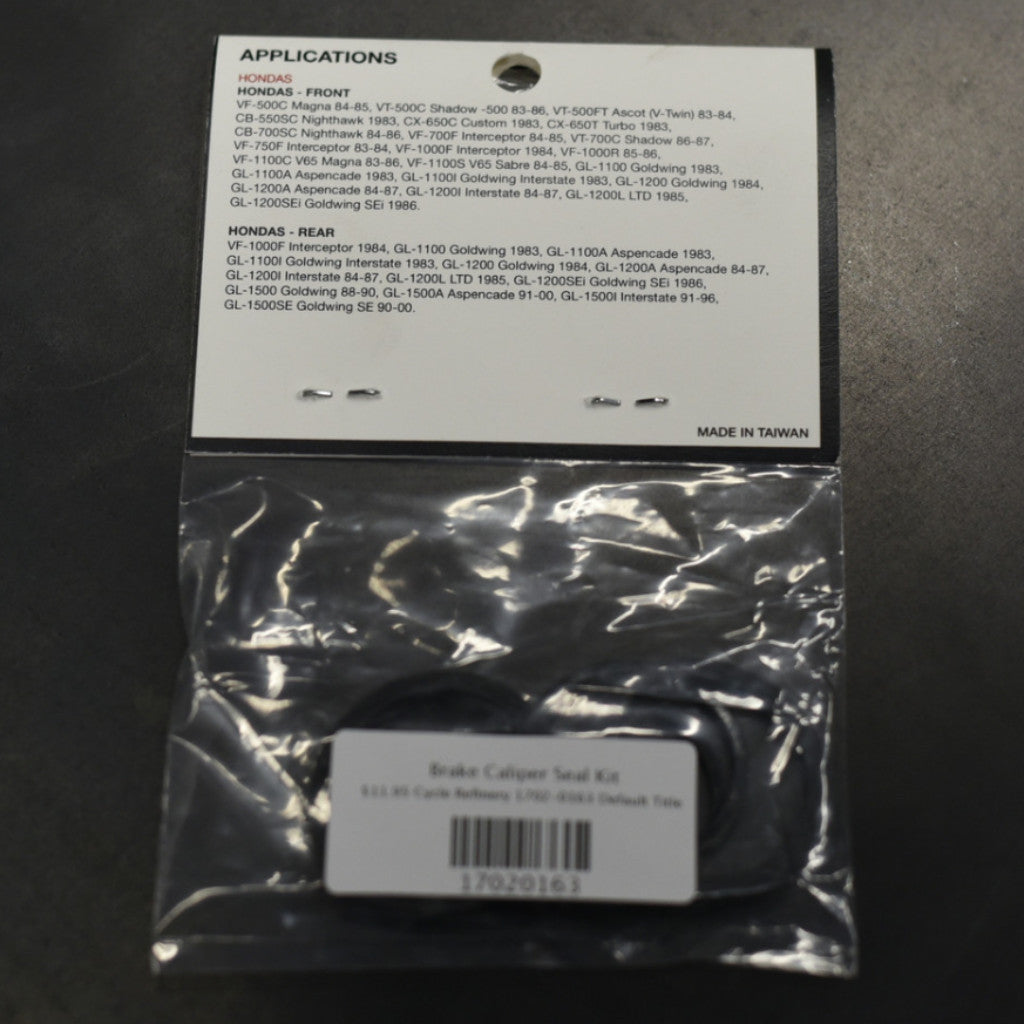 APPLICATIONS
HONDAS
HONDAS - FRONT
VF-500C Magna 84-85, VT-500C Shadow -500 83-86, VT-500FT Ascot (V-Twin) 83-84,
CB-550SC Nighthawk 1983, CX-650C Custom 1983, CX-650T Turbo 1983,
CB-700SC Nighthawk 84-86, VF-700F Interceptor 84-85, VT-700C Shadow 86-87,
VF-750F Interceptor 83-84, VF-1000F Interceptor 1984, VF-1000R 85-86,
VF-1100C V65 Magna 83-86, VF-1100S V65 Sabre 84-85, GL-1100 Goldwing 1983,
GL-1100A Aspencade 1983, GL-1100I Goldwing Interstate 1983, GL-1200 Goldwing 1984,
GL-1200A Aspencade 84-87, GL-1200I Interstate 84-87, GL-1200L LTD 1985,
GL-1200SEi Goldwing SEi 1986.
HONDAS - REAR
VF-1000F Interceptor 1984, GL-1100 Goldwing 1983, GL-1100A Aspencade 1983,
GL-1100I Goldwing Interstate 1983, GL-1200 Goldwing 1984, GL-1200A Aspencade 84-87,
GL-1200I Interstate 84-87, GL-1200L LTD 1985, GL-1200SEi Goldwing SEi 1986,
GL-1500 Goldwing 88-90, GL-1500A Aspencade 91-00, GL-1500I Interstate 91-96,
GL-1500SE Goldwing SE 90-00.
MADE IN TAIWAN
Brake Caliper Seal Kit
Cycle Refinery 1702-0163 Default Title
17020163